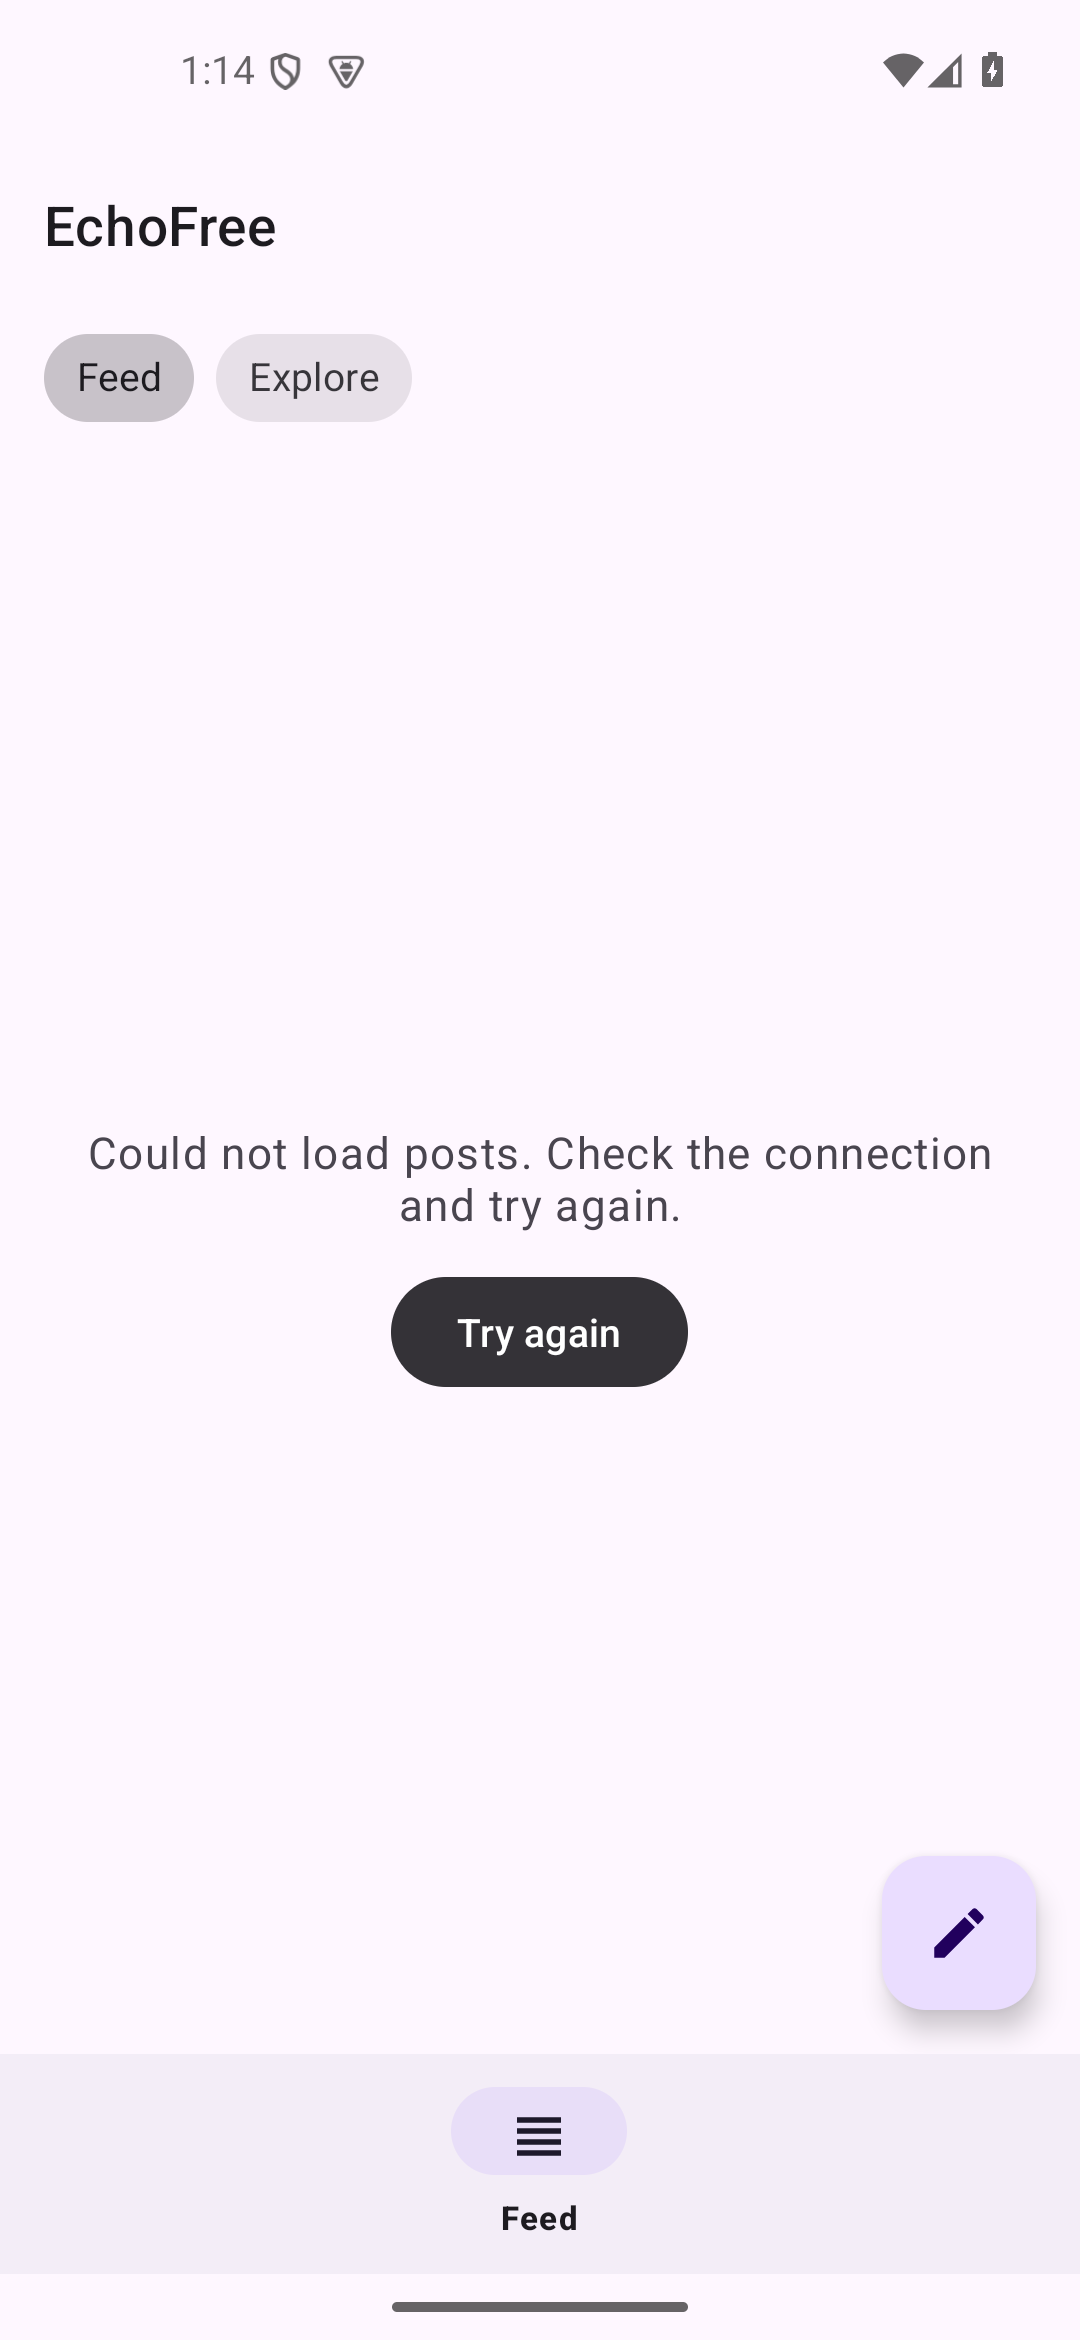 1:14
EchoFree
Feed
Explore
Could not load posts. Check the connection
and try again.
Try again
Feed